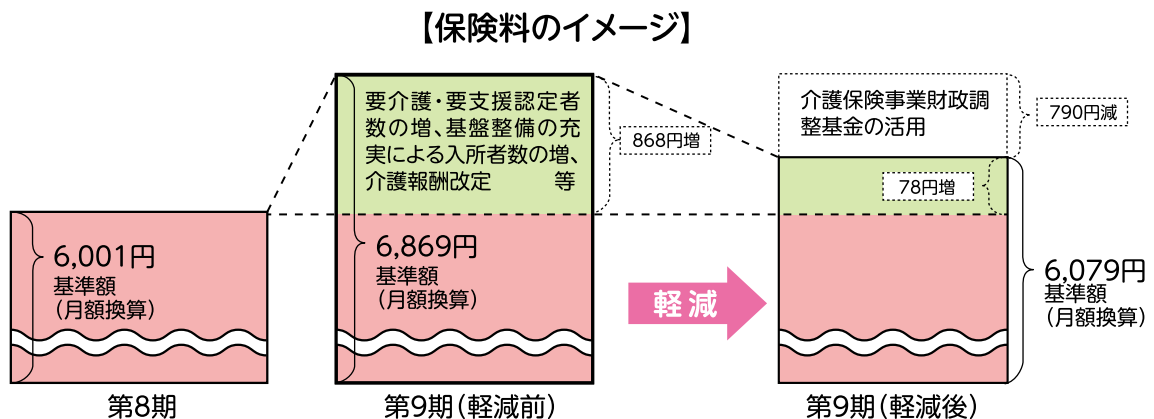 【保険料のイメージ】
6,001円
基準額
（月額換算）
第8期
要介護・要支援認定者
数の増、基盤整備の充
実による入所者数の増、
介護報酬改定　　　等
868円増
6,869円
基準額
（月額換算）
第9期（軽減前）
軽減
介護保険事業財政調
整基金の活用
790円減
78円増
6,079円
基準額
（月額換算）
第9期（軽減後）